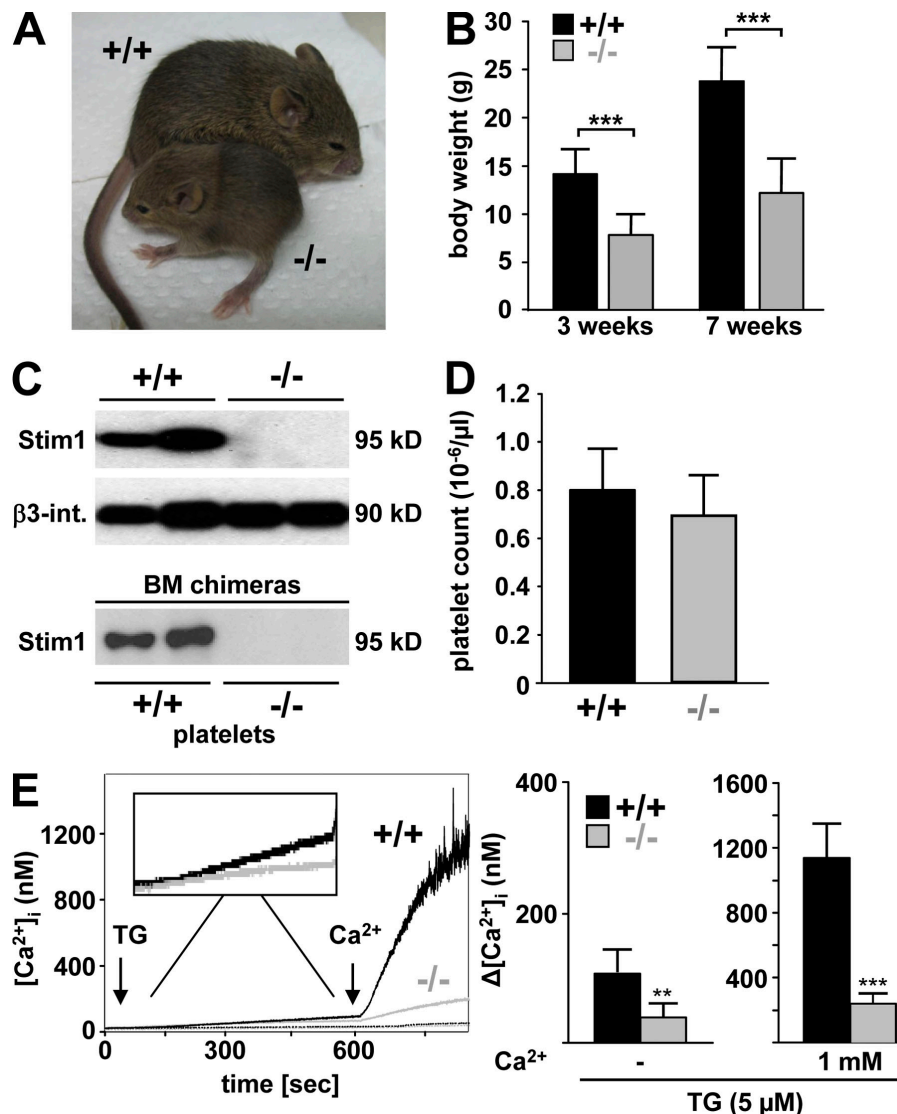 A
+/+
-/-
B
body weight (g)
30
25
20
15
10
5
0
+/+
-/-
***
***
3 weeks
7 weeks
C
+/+
-/-
Stim1
95 kD
β3-int.
90 kD
BM chimeras
Stim1
95 kD
+/+
-/-
platelets
D
platelet count (10⁻⁶/µl)
1.2
1.0
0.8
0.6
0.4
0.2
0
+/+
-/-
E
[Ca²⁺]ᵢ (nM)
1200
800
400
0
TG
Ca²⁺
+/+
-/-
0
300
600
time [sec]
Δ[Ca²⁺]ᵢ (nM)
400
200
+/+
-/-
**
1600
1200
800
400
***
Ca²⁺
-
1 mM
TG (5 µM)